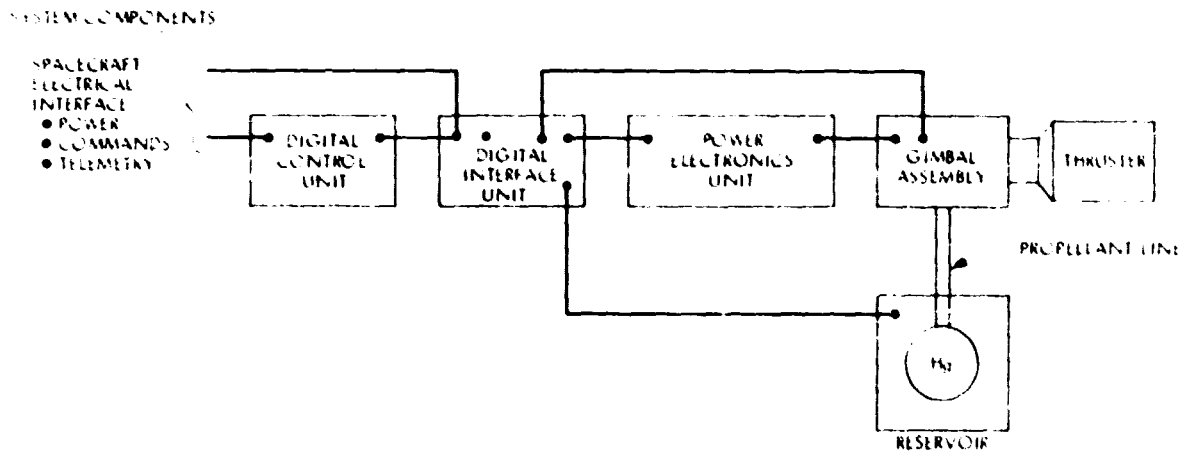 SYSTEM COMPONENTS
SPACECRAFT
ELECTRICAL
INTERFACE
● POWER
● COMMANDS
● TELEMETRY
DIGITAL
CONTROL
UNIT
DIGITAL
INTERFACE
UNIT
POWER
ELECTRONICS
UNIT
GIMBAL
ASSEMBLY
THRUSTER
PROPELLANT LINE
Hg
RESERVOIR